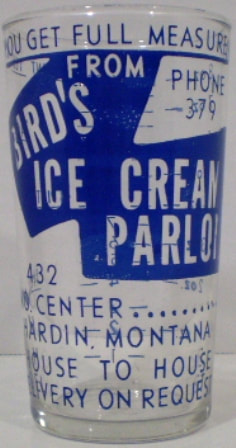 YOU GET FULL MEASURE
FROM
PHONE
379
BIRD'S
ICE CREAM
PARLOR
432
NO. CENTER.........
HARDIN, MONTANA
HOUSE TO HOUSE
DELIVERY ON REQUEST